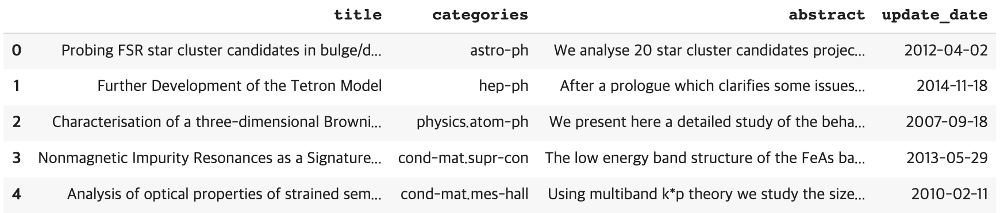 title categories abstract update_date
0 Probing FSR star cluster candidates in bulge/d... astro-ph We analyse 20 star cluster candidates projec... 2012-04-02
1 Further Development of the Tetron Model hep-ph After a prologue which clarifies some issues... 2014-11-18
2 Characterisation of a three-dimensional Browni... physics.atom-ph We present here a detailed study of the beha... 2007-09-18
3 Nonmagnetic Impurity Resonances as a Signature... cond-mat.supr-con The low energy band structure of the FeAs ba... 2013-05-29
4 Analysis of optical properties of strained sem... cond-mat.mes-hall Using multiband k*p theory we study the size... 2010-02-11